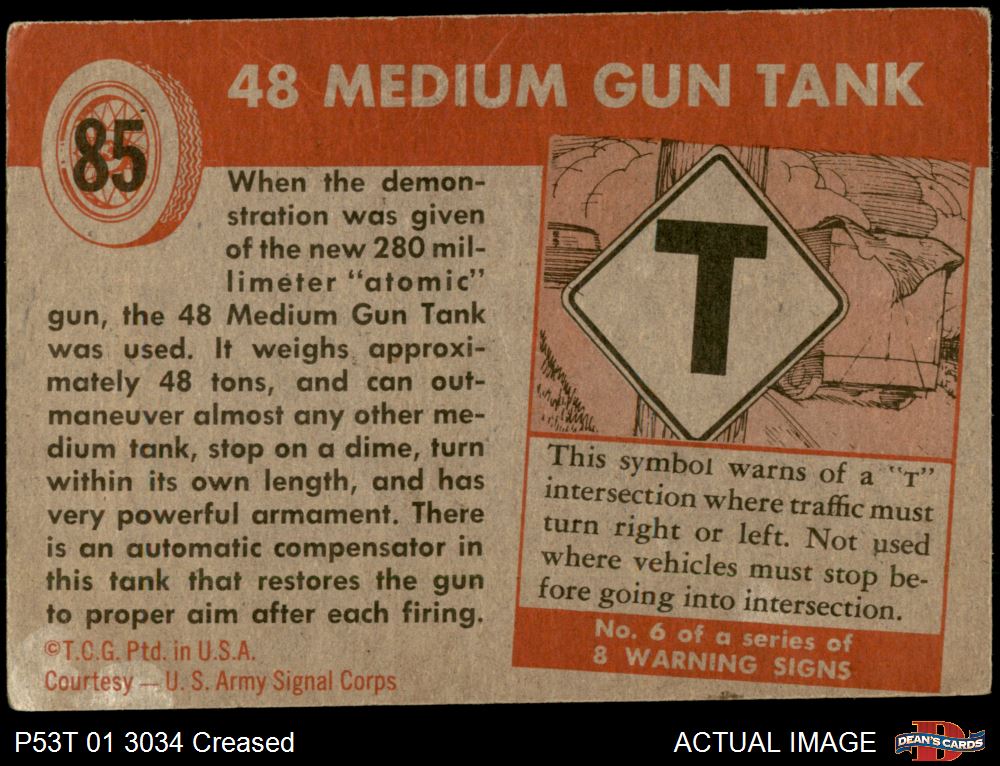 48 MEDIUM GUN TANK
85
When the demon-
stration was given
of the new 280 mil-
limeter "atomic"
gun, the 48 Medium Gun Tank
was used. It weighs approxi-
mately 48 tons, and can out-
maneuver almost any other me-
dium tank, stop on a dime, turn
within its own length, and has
very powerful armament. There
is an automatic compensator in
this tank that restores the gun
to proper aim after each firing.
©T.C.G. Ptd. in U.S.A.
Courtesy — U. S. Army Signal Corps
T
This symbol warns of a "T"
intersection where traffic must
turn right or left. Not used
where vehicles must stop be-
fore going into intersection.
No. 6 of a series of
8 WARNING SIGNS
P53T 01 3034 Creased
ACTUAL IMAGE
D
DEAN'S CARDS